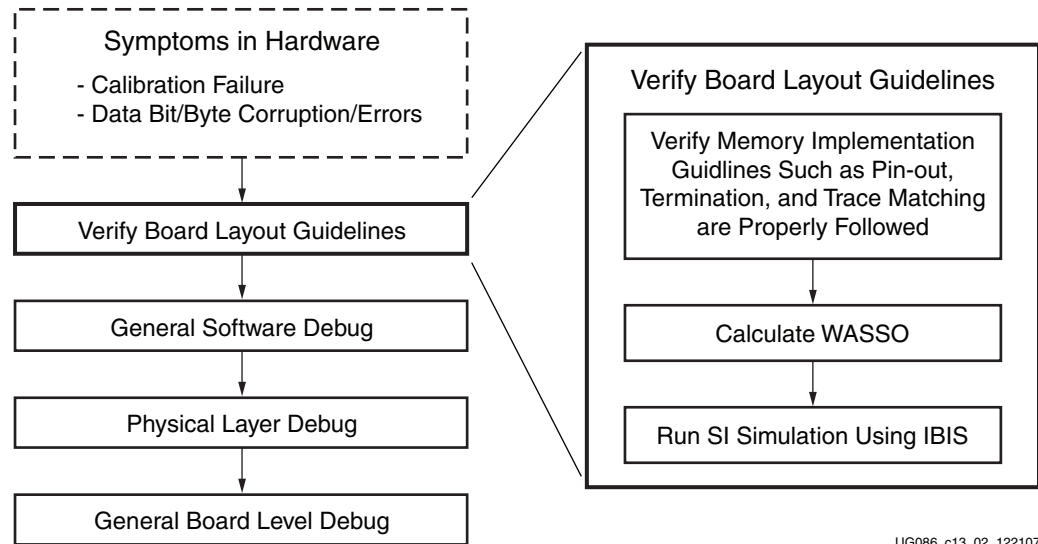 Symptoms in Hardware
- Calibration Failure
- Data Bit/Byte Corruption/Errors
Verify Board Layout Guidelines
General Software Debug
Physical Layer Debug
General Board Level Debug
Verify Board Layout Guidelines
Verify Memory Implementation
Guidlines Such as Pin-out,
Termination, and Trace Matching
are Properly Followed
Calculate WASSO
Run SI Simulation Using IBIS
UG086_c13_02_122107